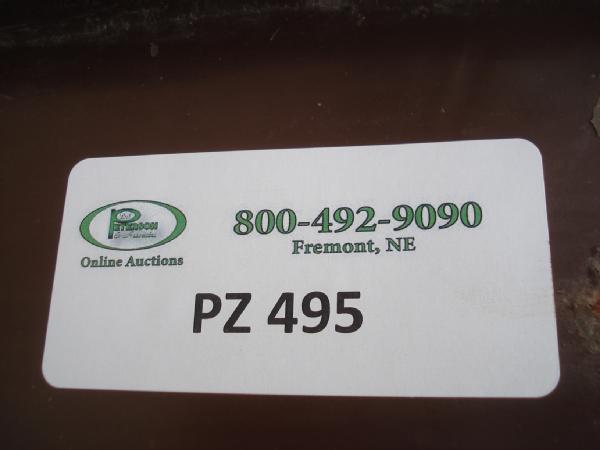 PETERSON
Online Auctions
800-492-9090
Fremont, NE
PZ 495